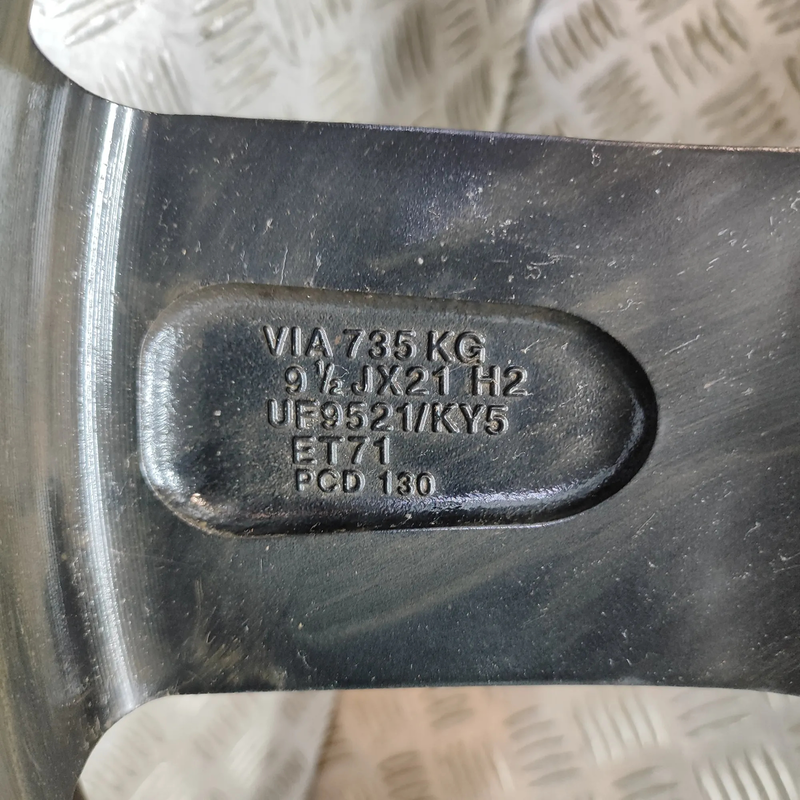 VIA 735 KG
9 ½ JX21 H2
UF9521/KY5
ET71
PCD 130